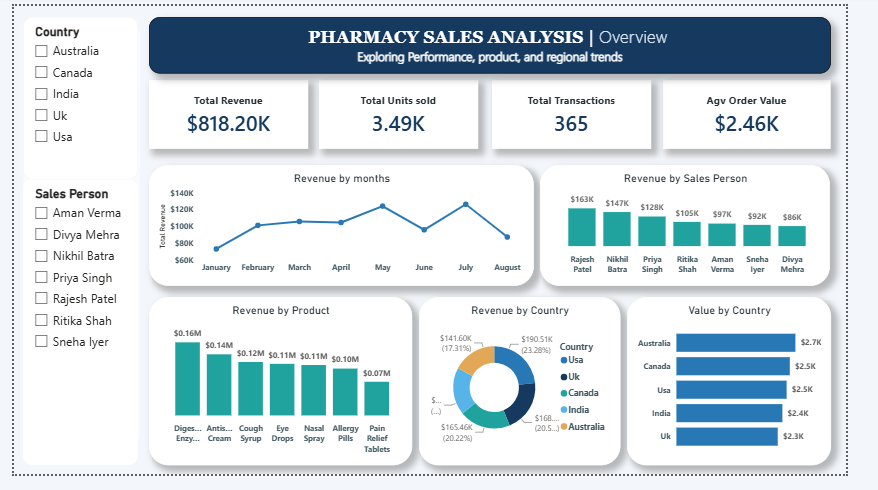 Country
Australia
Canada
India
Uk
Usa
Sales Person
Aman Verma
Divya Mehra
Nikhil Batra
Priya Singh
Rajesh Patel
Ritika Shah
Sneha Iyer
PHARMACY SALES ANALYSIS | Overview
Exploring Performance, product, and regional trends
Total Revenue
$818.20K
Total Units sold
3.49K
Total Transactions
365
Agv Order Value
$2.46K
Revenue by months
Total Revenue
$140K
$120K
$100K
$80K
$60K
January February March April May June July August
Revenue by Sales Person
$163K $147K $128K $105K $97K $92K $86K
Rajesh Nikhil Priya Ritika Aman Sneha Divya
Patel Batra Singh Shah Verma Iyer Mehra
Revenue by Product
$0.16M $0.14M $0.12M $0.11M $0.11M $0.10M $0.07M
Diges... Antis... Cough Eye Nasal Allergy Pain
Enzy... Cream Syrup Drops Spray Pills Relief
Tablets
Revenue by Country
$141.60K
(17.31%)
$190.51K
(23.28%)
$...
(...)
$165.46K
(20.22%)
$168...
(20.5...)
Country
Usa
Uk
Canada
India
Australia
Value by Country
Australia $2.7K
Canada $2.5K
Usa $2.5K
India $2.4K
Uk $2.3K